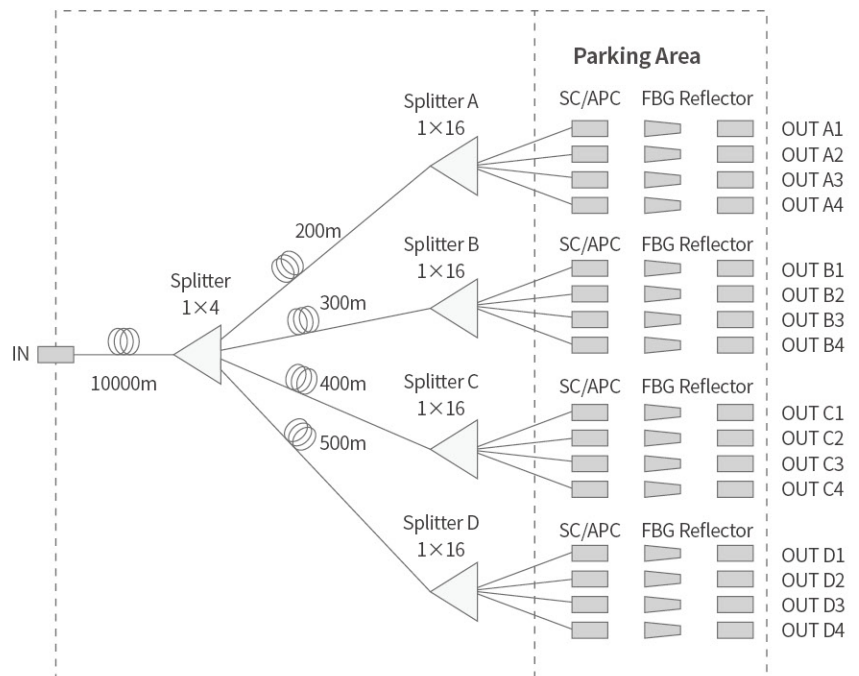 Parking Area
Splitter A
1×16
SC/APC FBG Reflector
OUT A1
OUT A2
OUT A3
OUT A4
200m
Splitter B
1×16
SC/APC FBG Reflector
OUT B1
OUT B2
OUT B3
OUT B4
Splitter
1×4
300m
IN
10000m
400m
Splitter C
1×16
SC/APC FBG Reflector
OUT C1
OUT C2
OUT C3
OUT C4
500m
Splitter D
1×16
SC/APC FBG Reflector
OUT D1
OUT D2
OUT D3
OUT D4